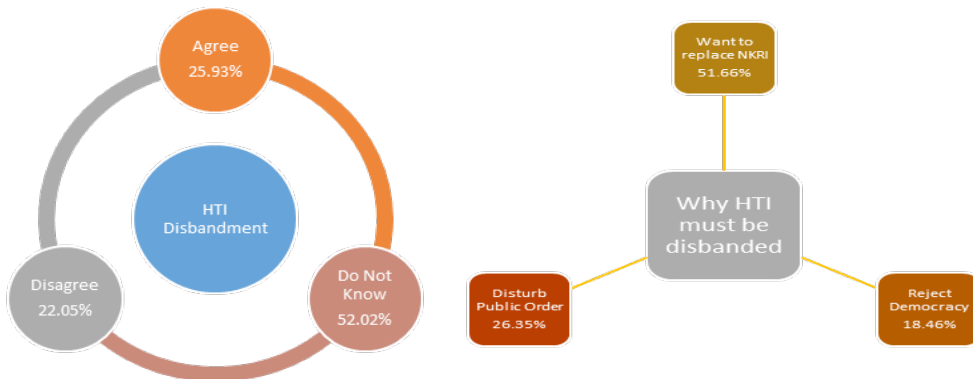 Agree
25.93%
HTI
Disbandment
Disagree
22.05%
Do Not
Know
52.02%
Want to
replace NKRI
51.66%
Why HTI
must be
disbanded
Disturb
Public Order
26.35%
Reject
Democracy
18.46%